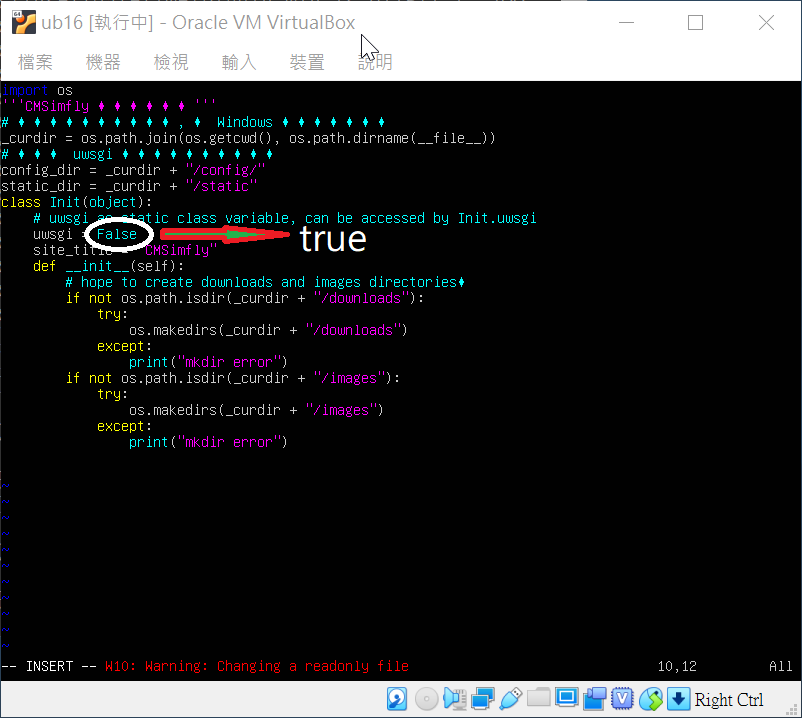 ub16 [執行中] - Oracle VM VirtualBox
檔案 機器 檢視 輸入 裝置 說明
import os
'''CMSimfly ♦ ♦ ♦ ♦ ♦ ♦ '''
# ♦ ♦ ♦ ♦ ♦ ♦ ♦ ♦ ♦ ♦ , ♦ Windows ♦ ♦ ♦ ♦ ♦ ♦ ♦
_curdir = os.path.join(os.getcwd(), os.path.dirname(__file__))
# ♦ ♦ ♦ uwsgi ♦ ♦ ♦ ♦ ♦ ♦ ♦ ♦ ♦ ♦
config_dir = _curdir + "/config/"
static_dir = _curdir + "/static"
class Init(object):
# uwsgi as static class variable, can be accessed by Init.uwsgi
uwsgi = False true
site_title "CMSimfly"
def __init__(self):
# hope to create downloads and images directories♦
if not os.path.isdir(_curdir + "/downloads"):
try:
os.makedirs(_curdir + "/downloads")
except:
print("mkdir error")
if not os.path.isdir(_curdir + "/images"):
try:
os.makedirs(_curdir + "/images")
except:
print("mkdir error")
~
~
~
~
~
~
~
~
~
~
~
-- INSERT -- W10: Warning: Changing a readonly file 10,12 All
Right Ctrl